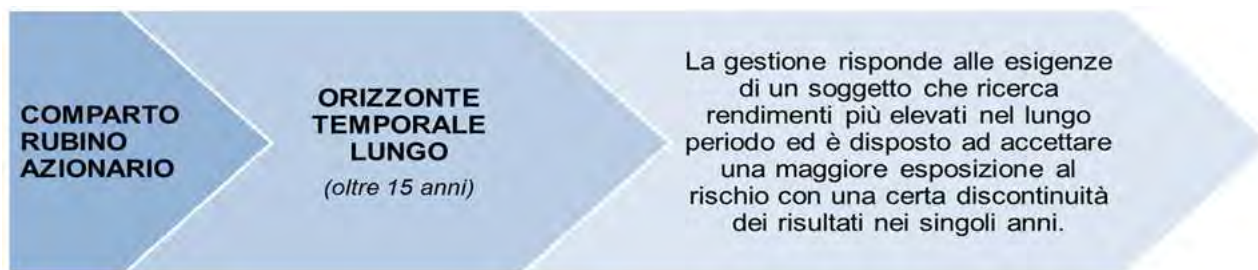 COMPARTO
RUBINO
AZIONARIO
ORIZZONTE
TEMPORALE
LUNGO
(oltre 15 anni)
La gestione risponde alle esigenze
di un soggetto che ricerca
rendimenti più elevati nel lungo
periodo ed è disposto ad accettare
una maggiore esposizione al
rischio con una certa discontinuità
dei risultati nei singoli anni.